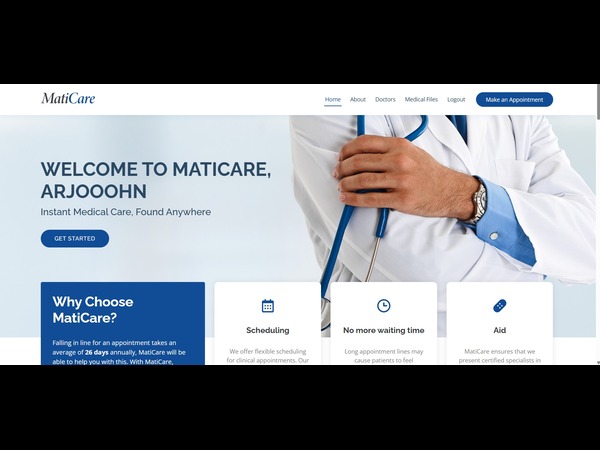 MatiCare
Home About Doctors Medical Files Logout Make an Appointment
WELCOME TO MATICARE,
ARJOOOHN
Instant Medical Care, Found Anywhere
GET STARTED
Why Choose
MatiCare?
Falling in line for an appointment takes an
average of 26 days annually, MatiCare will be
able to help you with this. With MatiCare,
Scheduling
We offer flexible scheduling
for clinical appointments. Our
No more waiting time
Long appointment lines may
cause patients to feel
Aid
MatiCare ensures that we
present certified specialists in